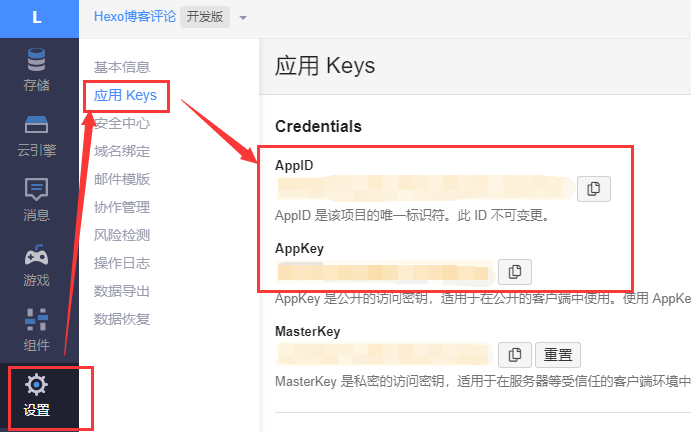 L
Hexo博客评论 开发版
存储
云引擎
消息
游戏
组件
设置
基本信息
应用 Keys
安全中心
域名绑定
邮件模版
协作管理
风险检测
操作日志
数据导出
数据恢复
应用 Keys
Credentials
AppID
AppID 是该项目的唯一标识符。此 ID 不可变更。
AppKey
AppKey 是公开的访问密钥，适用于在公开的客户端中使用。使用 AppKe
MasterKey
重置
MasterKey 是私密的访问密钥，适用于在服务器等受信任的客户端环境中